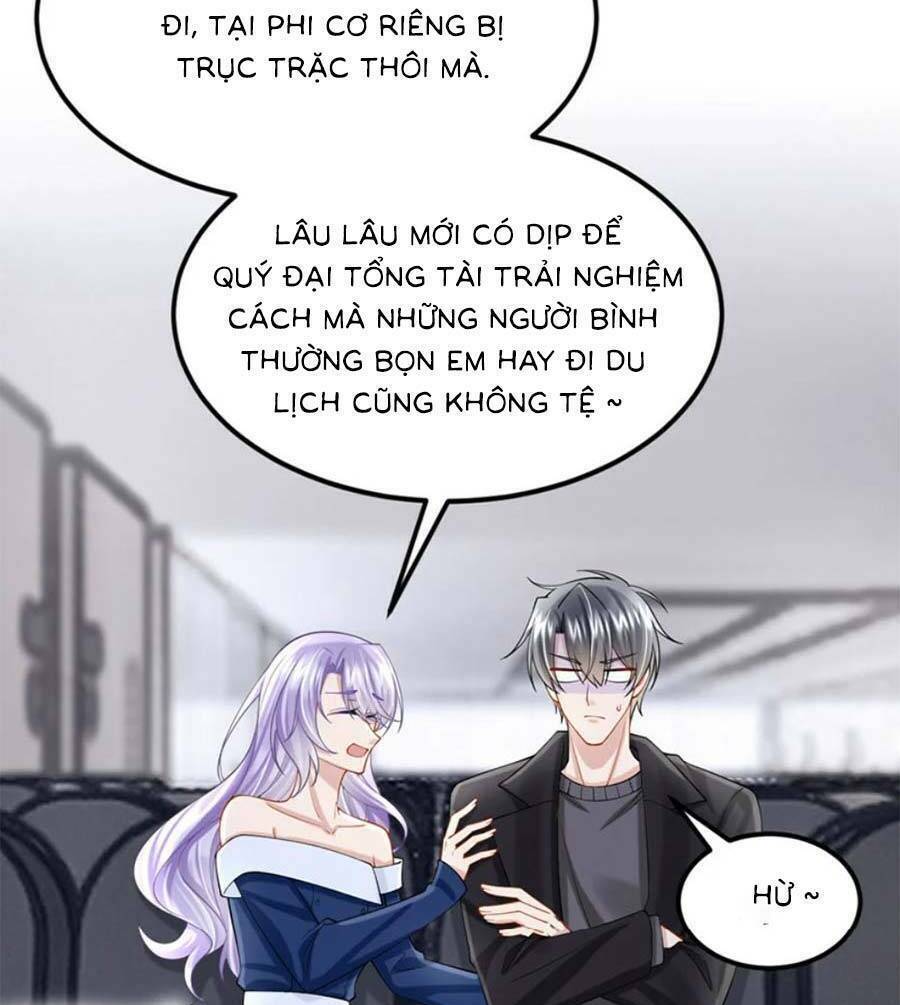 ĐI, TẠI PHI CƠ RIÊNG BỊ
TRỤC TRẶC THÔI MÀ.
LÂU LÂU MỚI CÓ DỊP ĐỂ
QUÝ ĐẠI TỔNG TÀI TRẢI NGHIỆM
CÁCH MÀ NHỮNG NGƯỜI BÌNH
THƯỜNG BỌN EM HAY ĐI DU
LỊCH CŨNG KHÔNG TỆ ~
HỪ ~